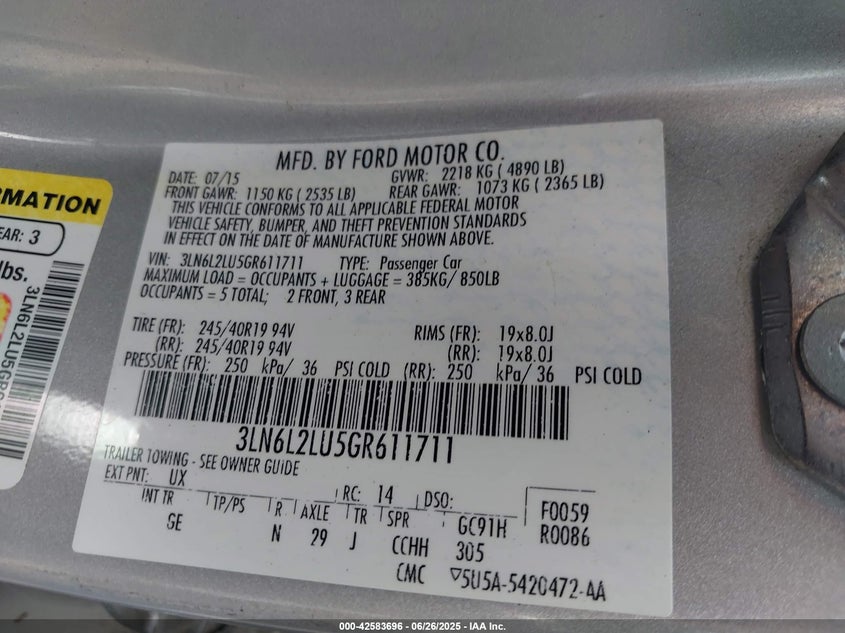 MFD. BY FORD MOTOR CO.
DATE: 07/15 GVWR: 2218 KG ( 4890 LB)
FRONT GAWR: 1150 KG ( 2535 LB) REAR GAWR: 1073 KG ( 2365 LB)
THIS VEHICLE CONFORMS TO ALL APPLICABLE FEDERAL MOTOR
VEHICLE SAFETY, BUMPER, AND THEFT PREVENTION STANDARDS
IN EFFECT ON THE DATE OF MANUFACTURE SHOWN ABOVE.
VIN: 3LN6L2LU5GR611711 TYPE: Passenger Car
MAXIMUM LOAD = OCCUPANTS + LUGGAGE = 385KG/ 850LB
OCCUPANTS = 5 TOTAL; 2 FRONT, 3 REAR
TIRE (FR): 245/40R19 94V RIMS (FR): 19x8.0J
(RR): 245/40R19 94V (RR): 19x8.0J
PRESSURE (FR): 250 kPa/ 36 PSI COLD (RR): 250 kPa/ 36 PSI COLD
3LN6L2LU5GR611711
TRAILER TOWING - SEE OWNER GUIDE
EXT PNT: UX RC: 14 DSO: F0059
INT TR TP/PS R AXLE TR SPR GC91H R0086
GE N 29 J CCHH 305
CMC ▽5U5A-5420472-AA
RMATION
EAR: 3
lbs.
3LN6L2LU5GR6
000-42583696 - 06/26/2025 - IAA Inc.